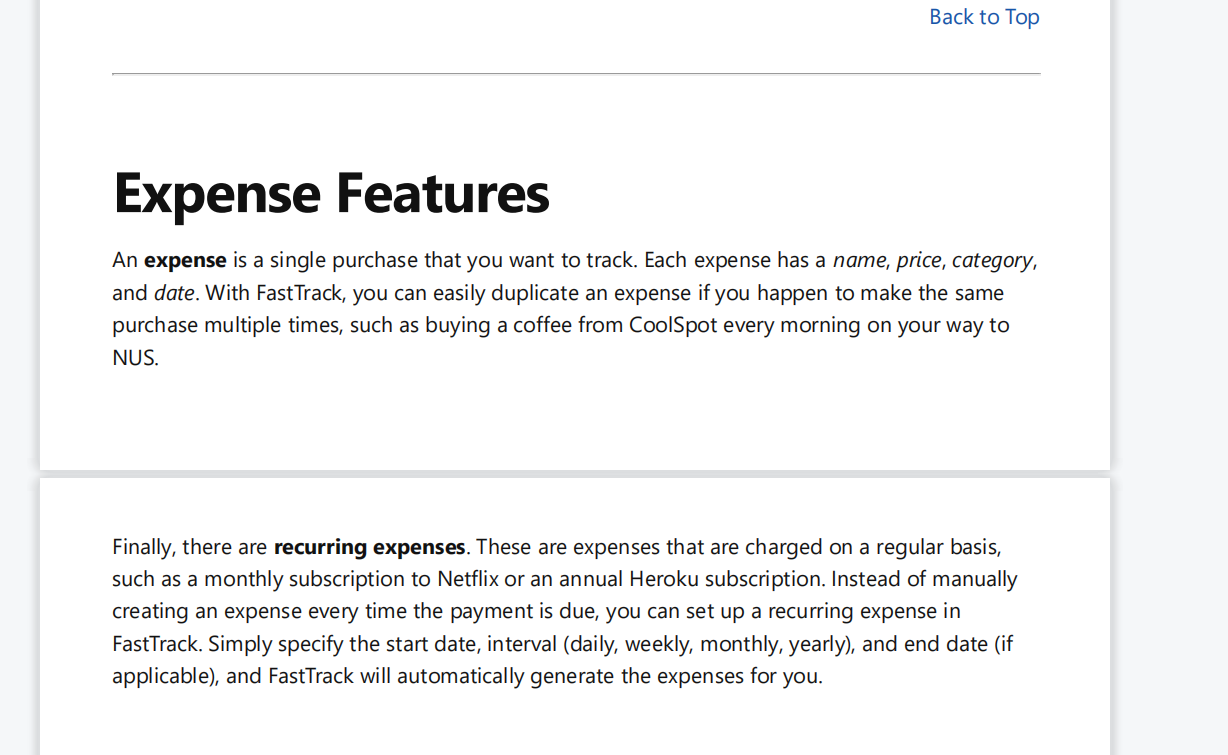 Back to Top
Expense Features
An expense is a single purchase that you want to track. Each expense has a name, price, category,
and date. With FastTrack, you can easily duplicate an expense if you happen to make the same
purchase multiple times, such as buying a coffee from CoolSpot every morning on your way to
NUS.
Finally, there are recurring expenses. These are expenses that are charged on a regular basis,
such as a monthly subscription to Netflix or an annual Heroku subscription. Instead of manually
creating an expense every time the payment is due, you can set up a recurring expense in
FastTrack. Simply specify the start date, interval (daily, weekly, monthly, yearly), and end date (if
applicable), and FastTrack will automatically generate the expenses for you.